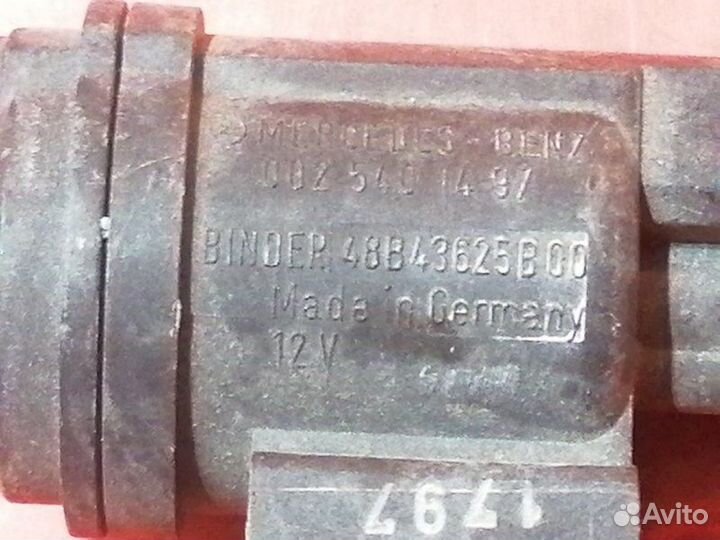 MERCEDES-BENZ
002 540 14 97
BINDER 48B43625B00
Made in Germany
12 V
1797
Avito